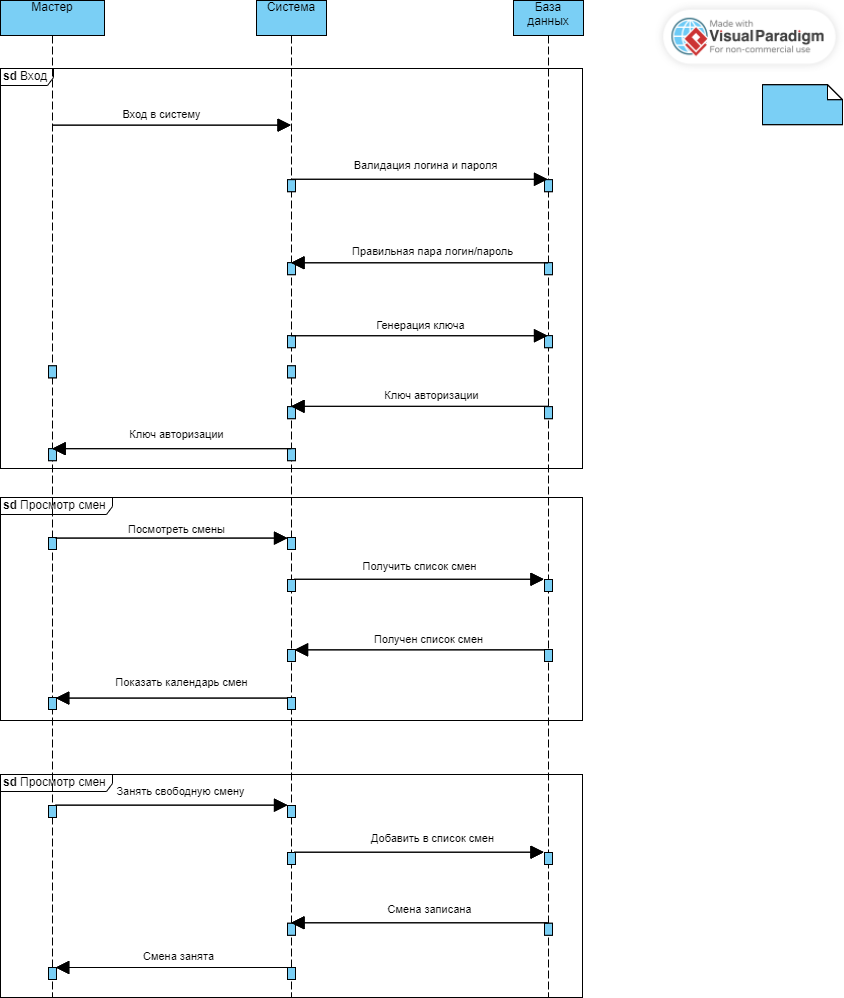 Мастер
Система
База
данных
Made with
VisualParadigm
For non-commercial use
sd Вход
Вход в систему
Валидация логина и пароля
Правильная пара логин/пароль
Генерация ключа
Ключ авторизации
Ключ авторизации
sd Просмотр смен
Посмотреть смены
Получить список смен
Получен список смен
Показать календарь смен
sd Просмотр смен
Занять свободную смену
Добавить в список смен
Смена записана
Смена занята